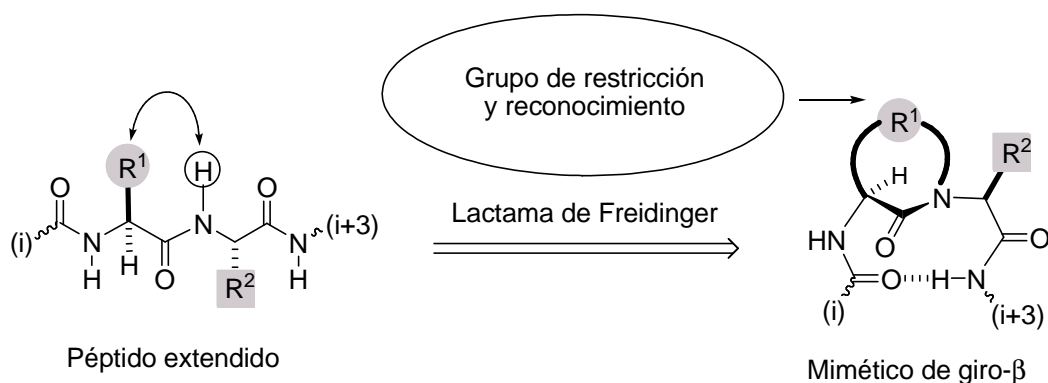 Grupo de restricción
y reconocimiento
R¹
H
O
(i)
N
H
H
O
N
R²
O
N
H
(i+3)
Péptido extendido
Lactama de Freidinger
R¹
R²
H
N
O
HN
O
O
H-N
(i)
(i+3)
Mimético de giro-β